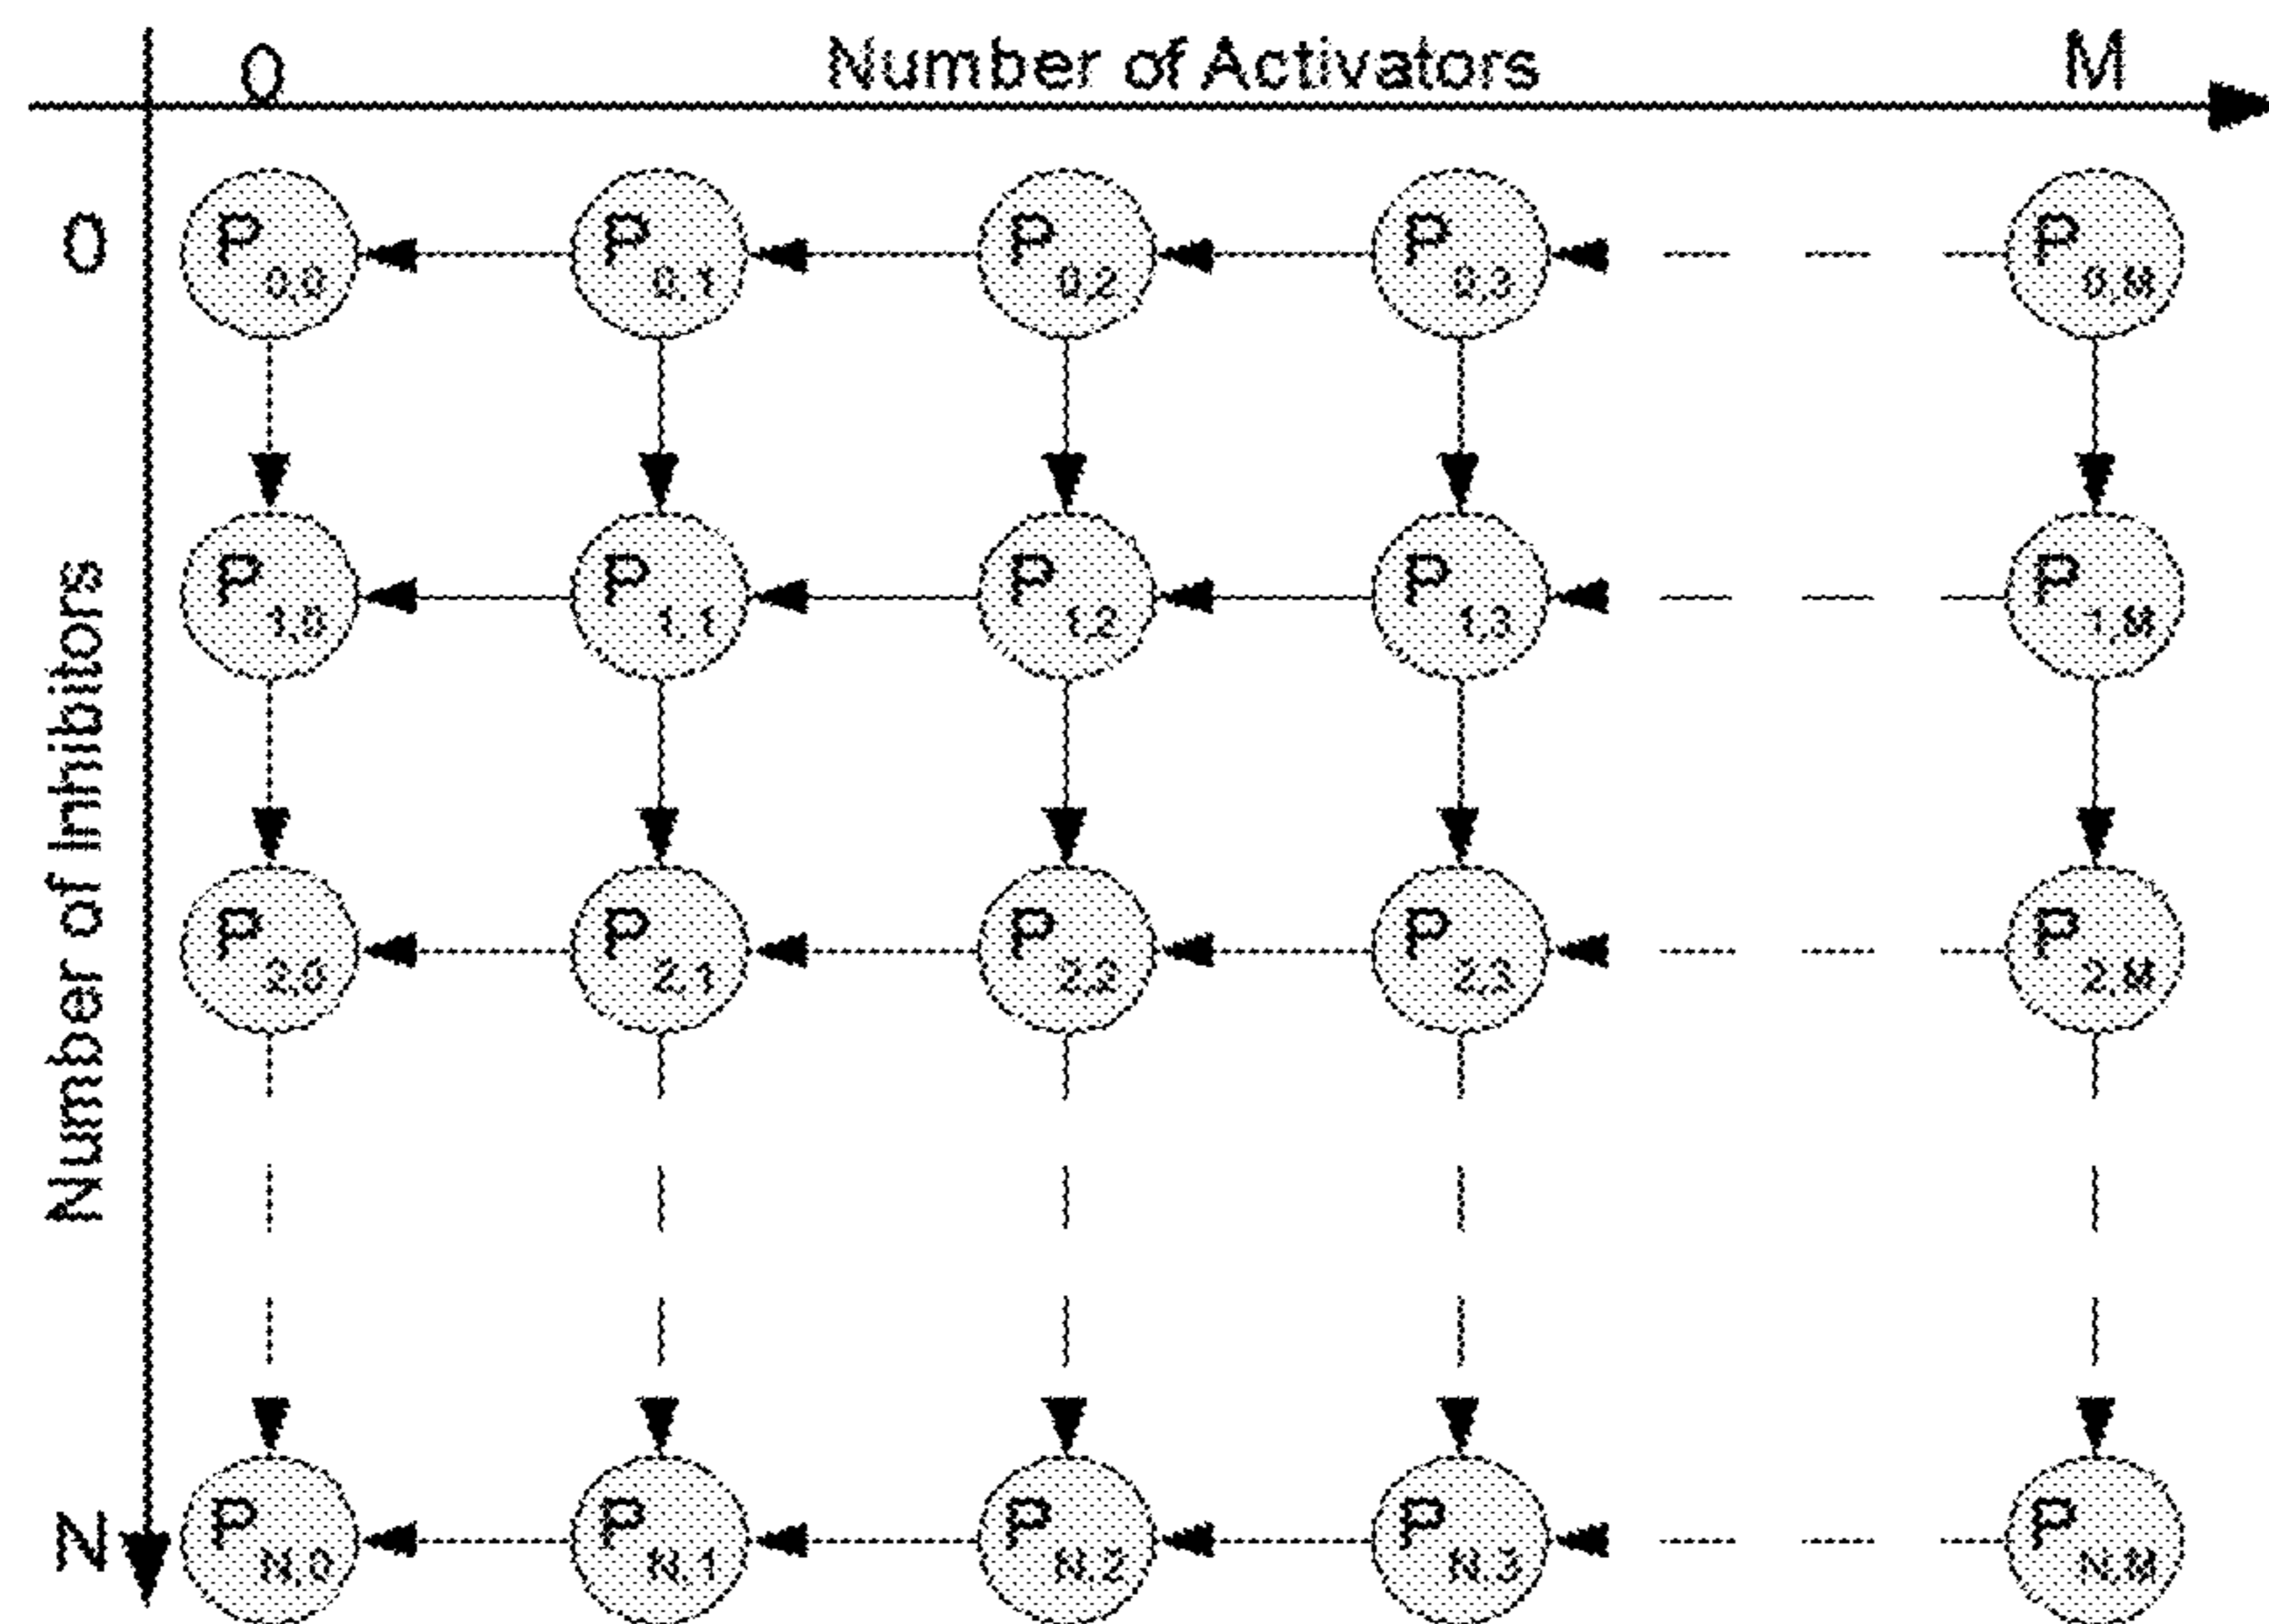 0 Number of Activators M
0 P0,0 P0,1 P0,2 P0,3 P0,M
P1,0 P1,1 P1,2 P1,3 P1,M
Number of Inhibitors
P2,0 P2,1 P2,2 P2,3 P2,M
N PN,0 PN,1 PN,2 PN,3 PN,M